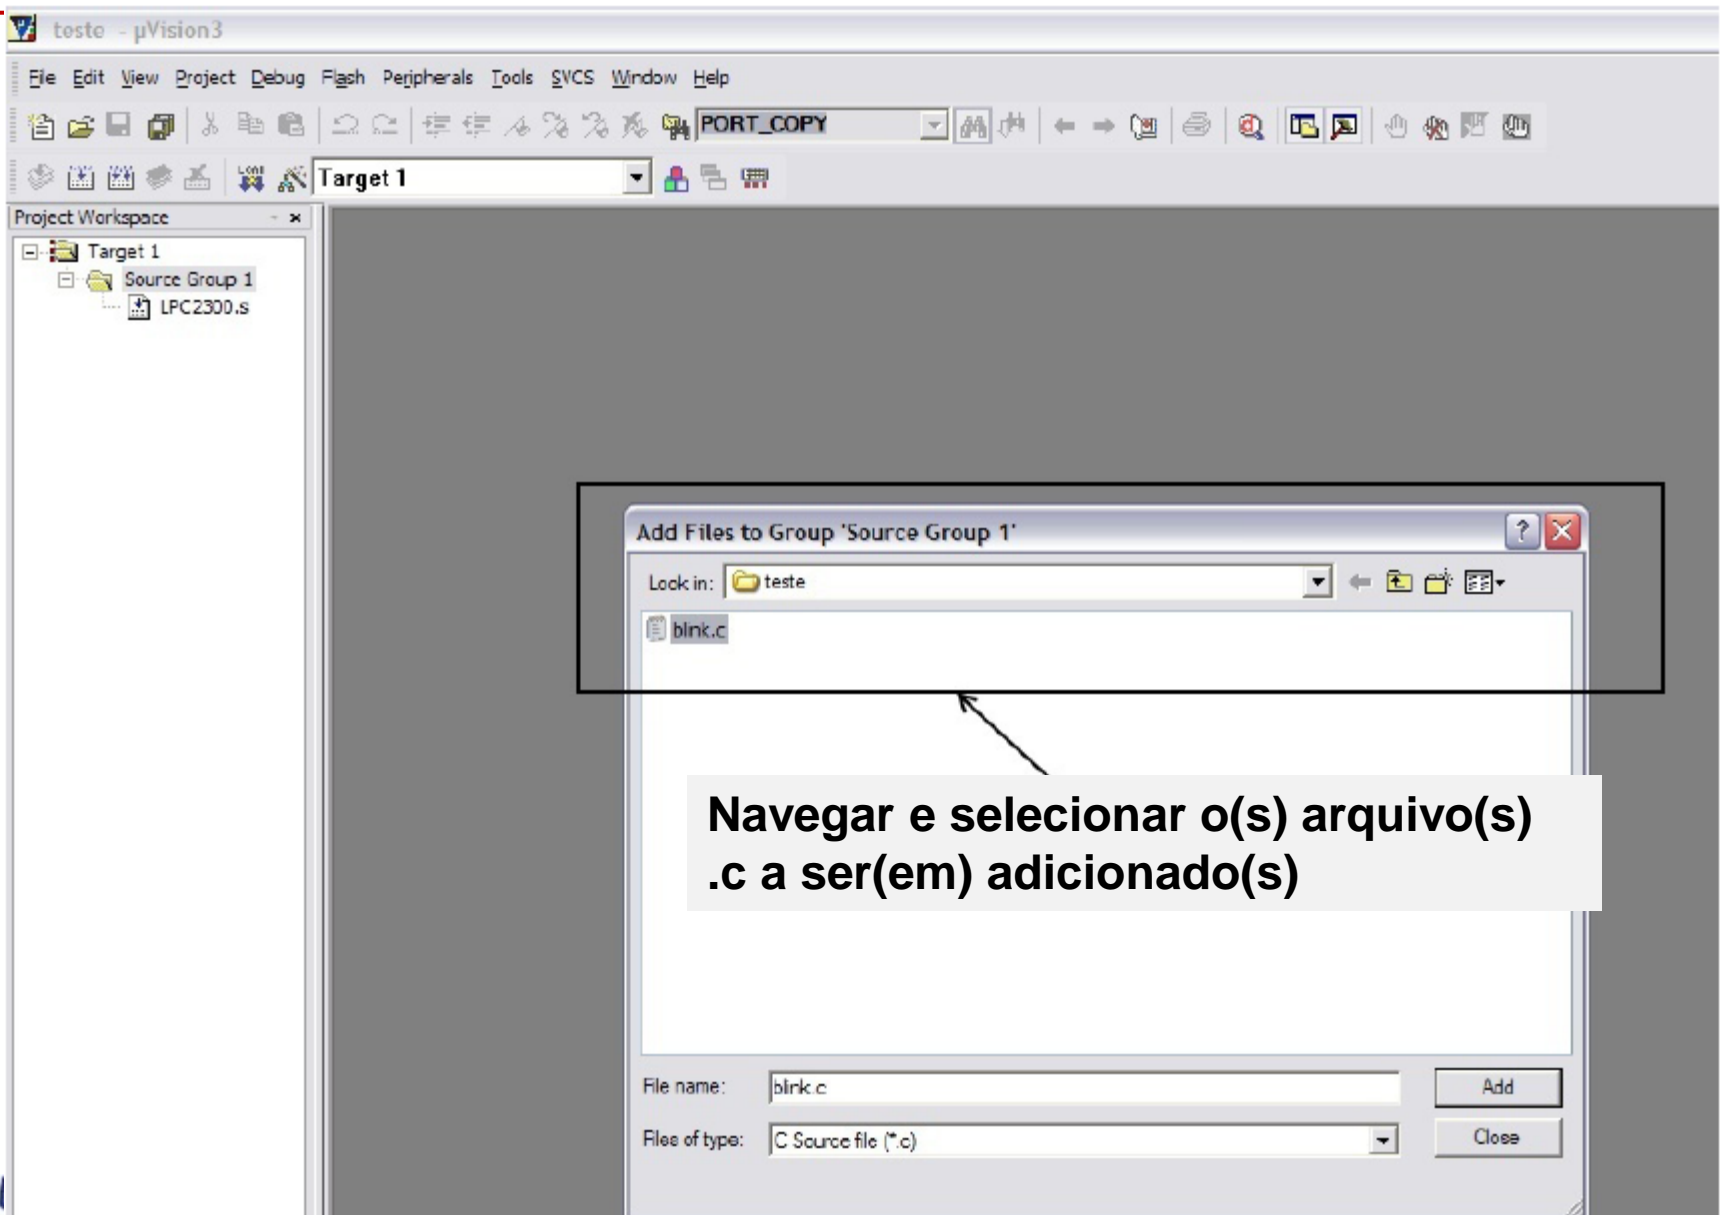 teste - µVision3
File Edit View Project Debug Flash Peripherals Tools SVCS Window Help
PORT_COPY
Target 1
Project Workspace
Target 1
Source Group 1
LPC2300.s
Add Files to Group 'Source Group 1'
Look in: teste
blink.c
Navegar e selecionar o(s) arquivo(s)
.c a ser(em) adicionado(s)
File name: blink.c Add
Files of type: C Source file (*.c) Close